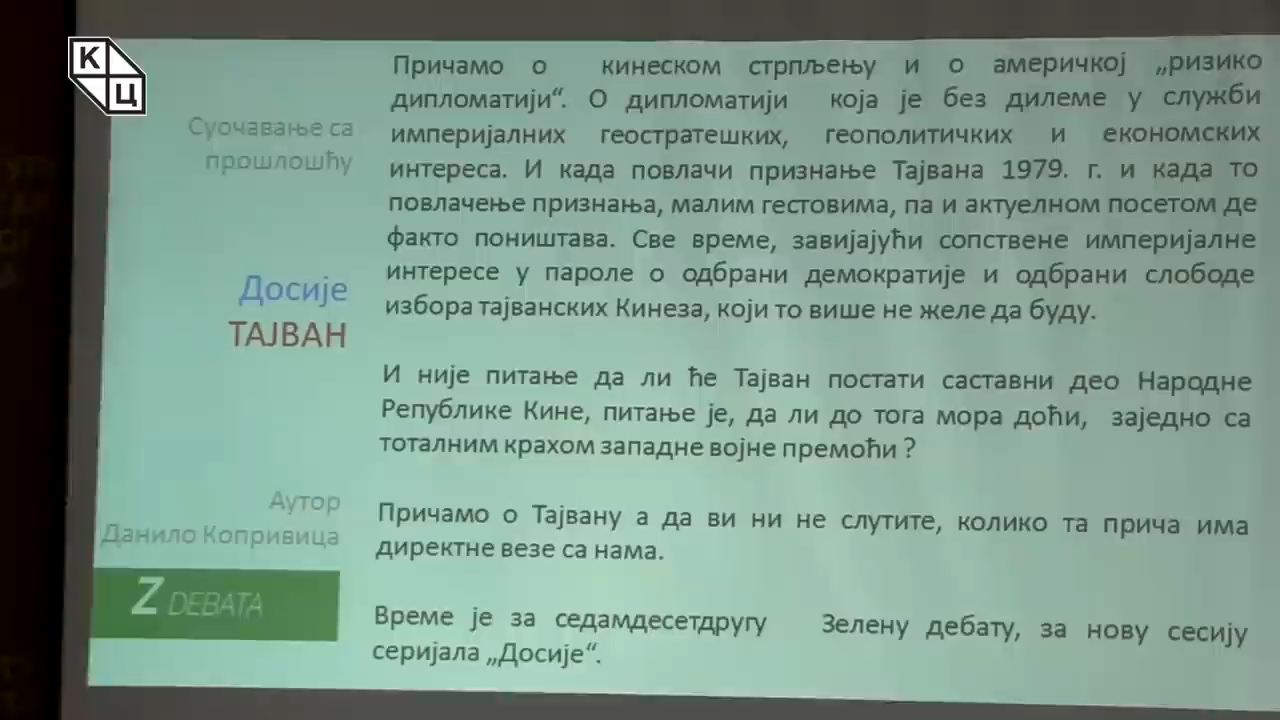 К
Ц
Суочавање са
прошлошћу
Досије
ТАЈВАН
Аутор
Данило Копривица
Z DEBATA
Причамо о кинеском стрпљењу и о америчкој „ризико
дипломатији“. О дипломатији која је без дилеме у служби
империјалних геостратешких, геополитичких и економских
интереса. И када повлачи признање Тајвана 1979. г. и када то
повлачење признања, малим гестовима, па и актуелном посетом де
факто поништава. Све време, завијајући сопствене империјалне
интересе у пароле о одбрани демократије и одбрани слободе
избора тајванских Кинеза, који то више не желе да буду.
И није питање да ли ће Тајван постати саставни део Народне
Републике Кине, питање је, да ли до тога мора доћи, заједно са
тоталним крахом западне војне премоћи ?
Причамо о Тајвану а да ви ни не слутите, колико та прича има
директне везе са нама.
Време је за седамдесетдругу Зелену дебату, за нову сесију
серијала „Досије“.